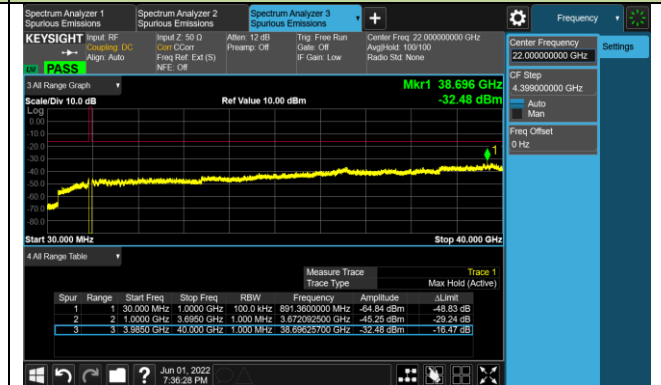 Spectrum Analyzer 1
Spurious Emissions
Spectrum Analyzer 2
Spurious Emissions
Spectrum Analyzer 3
Spurious Emissions
+
Frequency
KEYSIGHT
Input: RF
Coupling: DC
Align: Auto
Input Z: 50 Ω
Corr CCorr
Freq Ref: Ext (S)
NFE: Off
Atten: 12 dB
Preamp: Off
Trig: Free Run
Gate: Off
IF Gain: Low
Center Freq: 22.000000000 GHz
Avg|Hold: 100/100
Radio Std: None
PASS
Center Frequency
22.000000000 GHz
Settings
CF Step
4.399000000 GHz
Auto
Man
Freq Offset
0 Hz
3 All Range Graph
Mkr1 38.696 GHz
-32.48 dBm
Scale/Div 10.0 dB
Ref Value 10.00 dBm
Log
0.00
-10.0
-20.0
-30.0
-40.0
-50.0
-60.0
-70.0
-80.0
1
Start 30.000 MHz
Stop 40.000 GHz
4 All Range Table
Measure Trace Trace 1
Trace Type Max Hold (Active)
Spur Range Start Freq Stop Freq RBW Frequency Amplitude ΔLimit
1 1 30.000 MHz 1.0000 GHz 100.0 kHz 891.3600000 MHz -64.84 dBm -48.83 dB
2 2 1.0000 GHz 3.6950 GHz 1.000 MHz 3.672092500 GHz -45.25 dBm -29.24 dB
3 3 3.9850 GHz 40.000 GHz 1.000 MHz 38.69625700 GHz -32.48 dBm -16.47 dB
?
Jun 01, 2022
7:36:28 PM